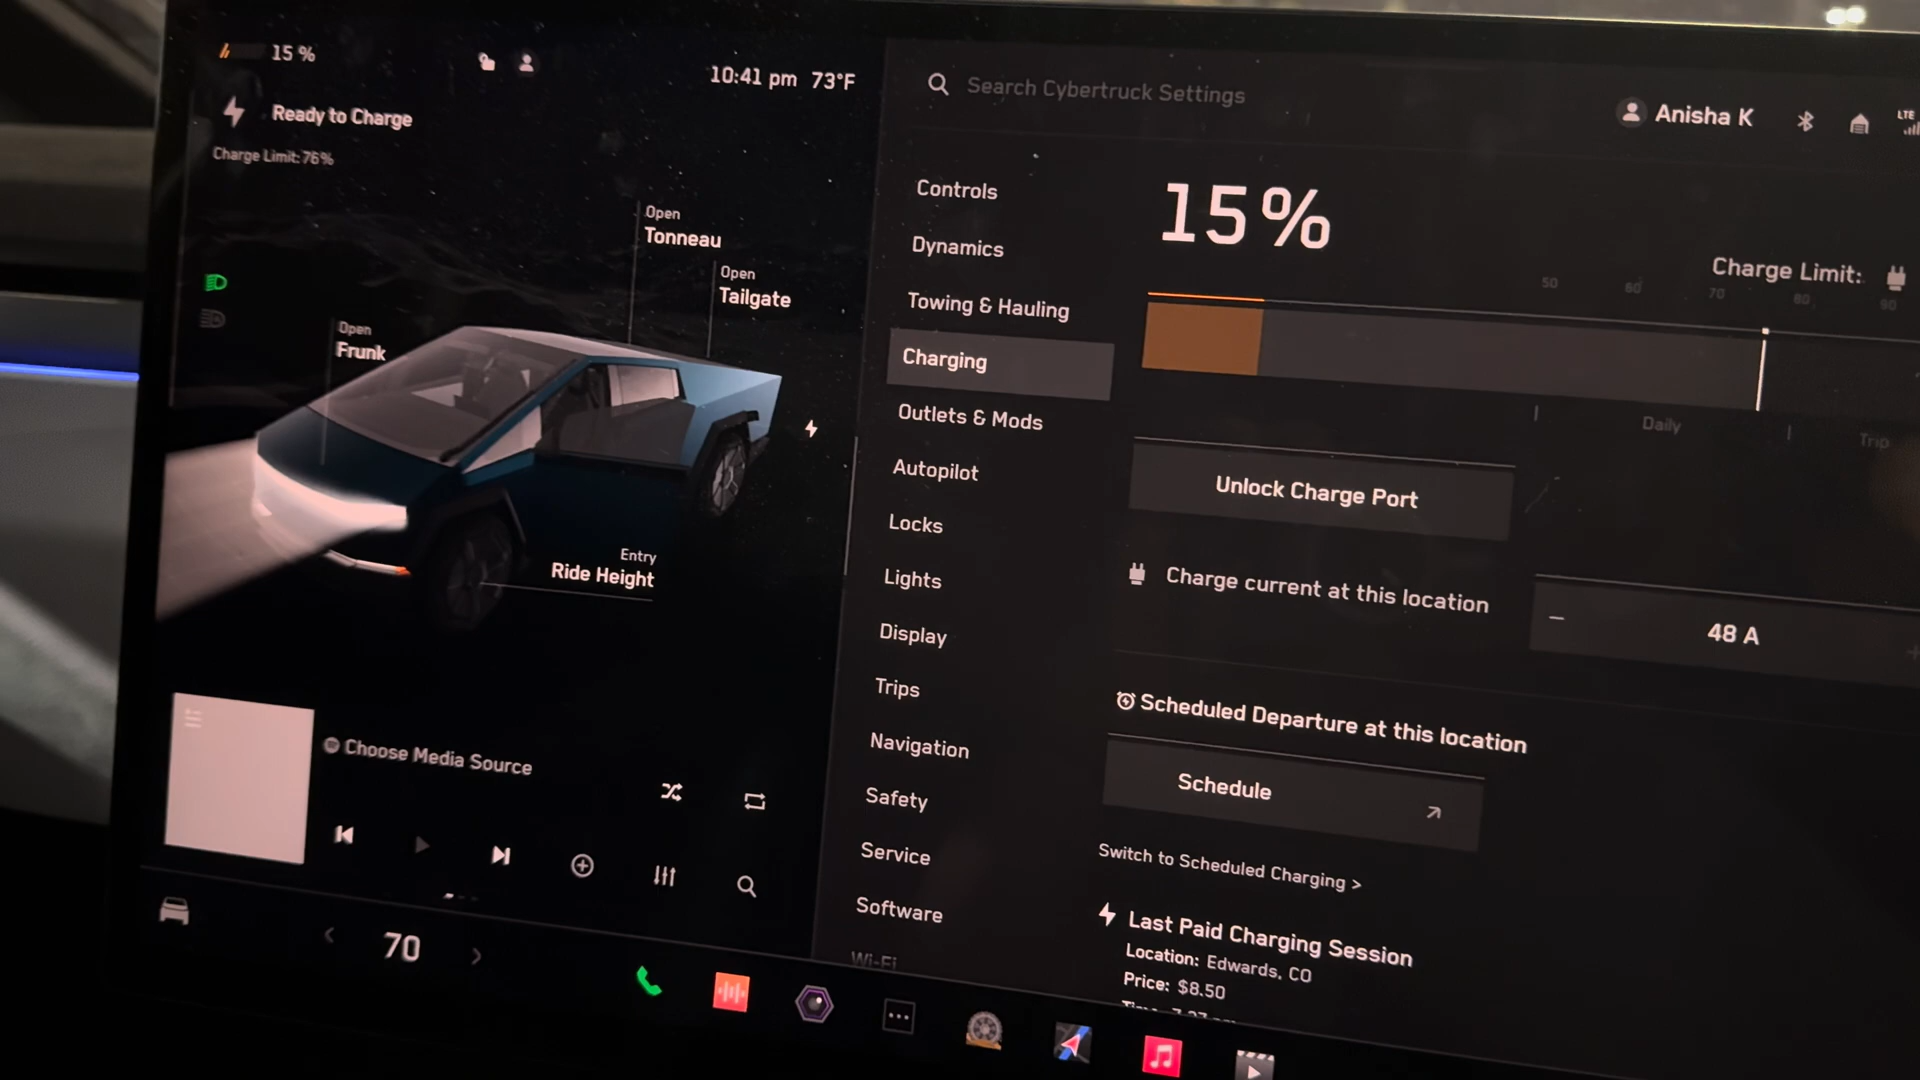 15 %
10:41 pm 73°F
Ready to Charge
Charge Limit: 76%
Open
Tonneau
Open
Tailgate
Open
Frunk
Entry
Ride Height
Choose Media Source
70
Search Cybertruck Settings
Anisha K
LTE
Controls
Dynamics
Towing & Hauling
Charging
Outlets & Mods
Autopilot
Locks
Lights
Display
Trips
Navigation
Safety
Service
Software
Wi-Fi
15%
Charge Limit:
50 60 70 80 90
Daily
Trip
Unlock Charge Port
Charge current at this location
− 48 A +
Scheduled Departure at this location
Schedule
Switch to Scheduled Charging >
Last Paid Charging Session
Location: Edwards, CO
Price: $8.50